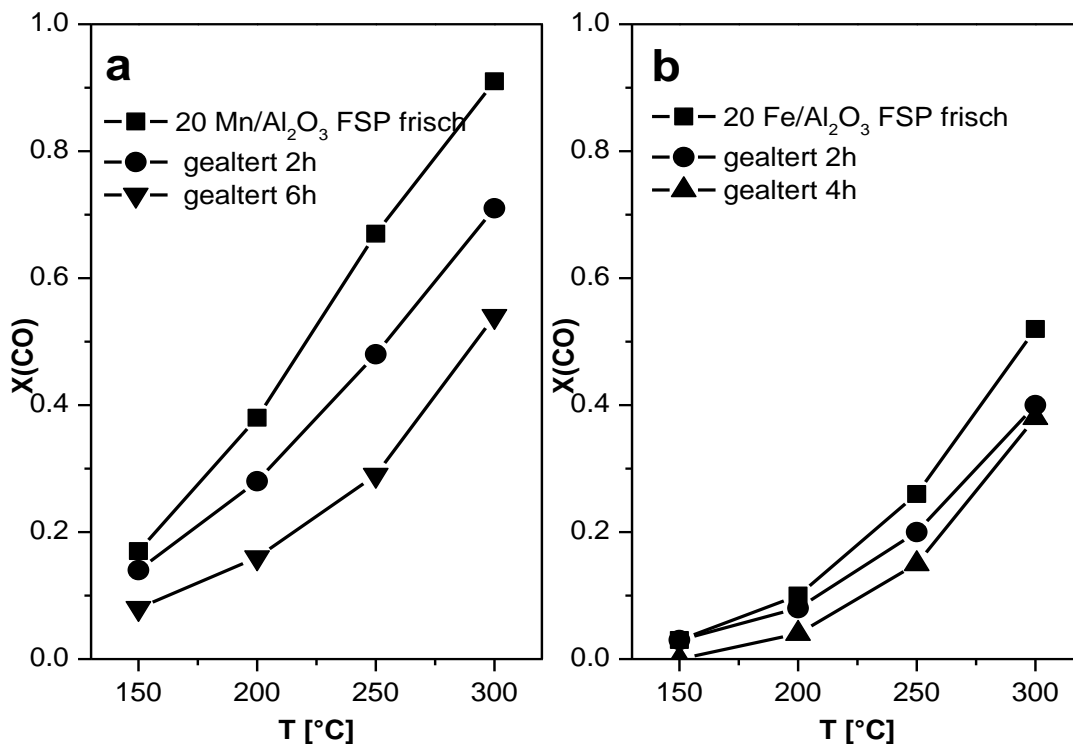 a
20 Mn/Al₂O₃ FSP frisch
gealtert 2h
gealtert 6h
X(CO)
1.0
0.8
0.6
0.4
0.2
0.0
150 200 250 300
T [°C]
b
20 Fe/Al₂O₃ FSP frisch
gealtert 2h
gealtert 4h
X(CO)
1.0
0.8
0.6
0.4
0.2
0.0
150 200 250 300
T [°C]